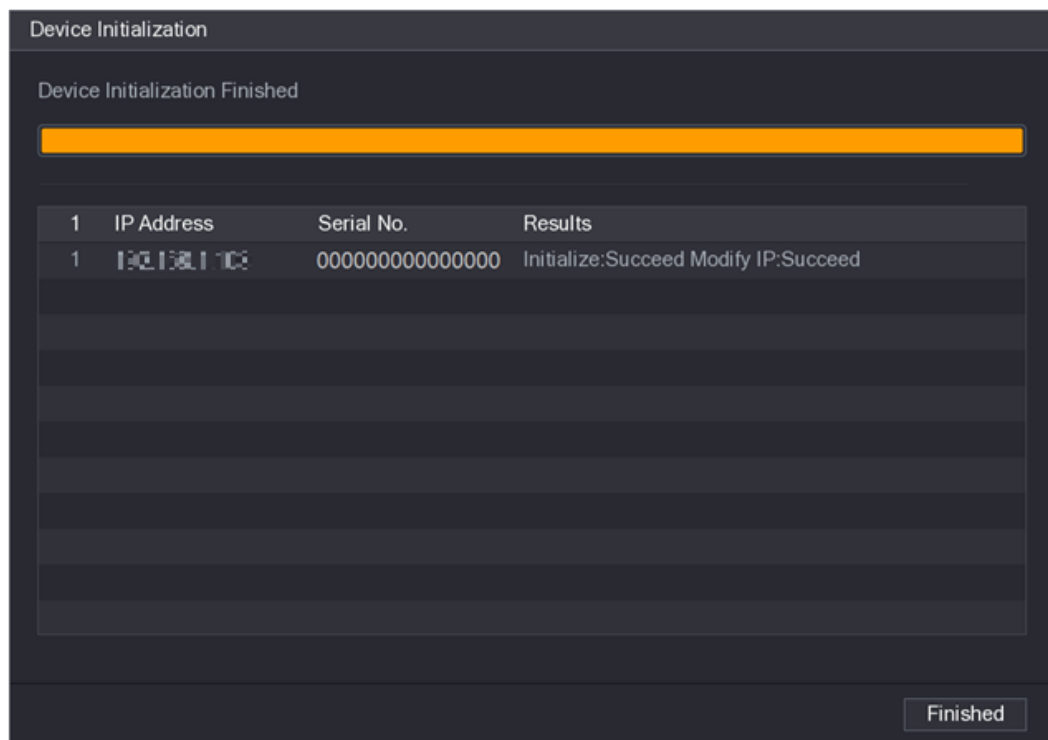 Device Initialization
Device Initialization Finished
1 IP Address Serial No. Results
1 000000000000000 Initialize:Succeed Modify IP:Succeed
Finished